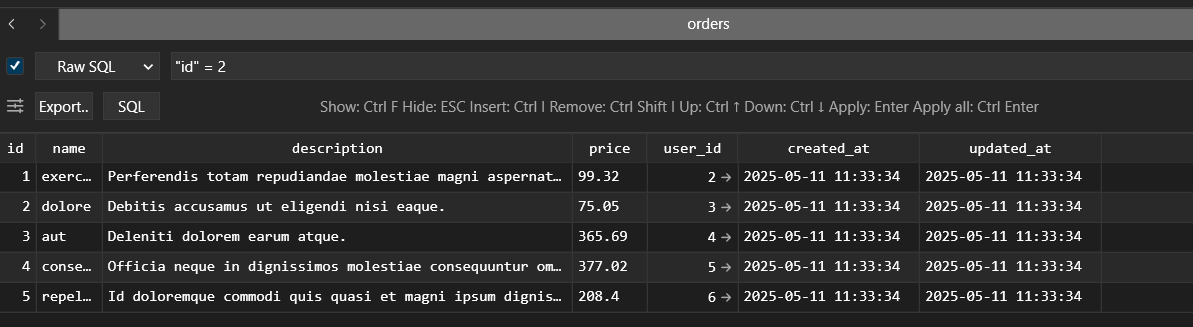 orders
Raw SQL "id" = 2
Export.. SQL Show: Ctrl F Hide: ESC Insert: Ctrl I Remove: Ctrl Shift I Up: Ctrl ↑ Down: Ctrl ↓ Apply: Enter Apply all: Ctrl Enter
id name description price user_id created_at updated_at
1 exerc… Perferendis totam repudiandae molestiae magni aspernat… 99.32 2 → 2025-05-11 11:33:34 2025-05-11 11:33:34
2 dolore Debitis accusamus ut eligendi nisi eaque. 75.05 3 → 2025-05-11 11:33:34 2025-05-11 11:33:34
3 aut Deleniti dolorem earum atque. 365.69 4 → 2025-05-11 11:33:34 2025-05-11 11:33:34
4 conse… Officia neque in dignissimos molestiae consequuntur om… 377.02 5 → 2025-05-11 11:33:34 2025-05-11 11:33:34
5 repel… Id doloremque commodi quis quasi et magni ipsum dignis… 208.4 6 → 2025-05-11 11:33:34 2025-05-11 11:33:34